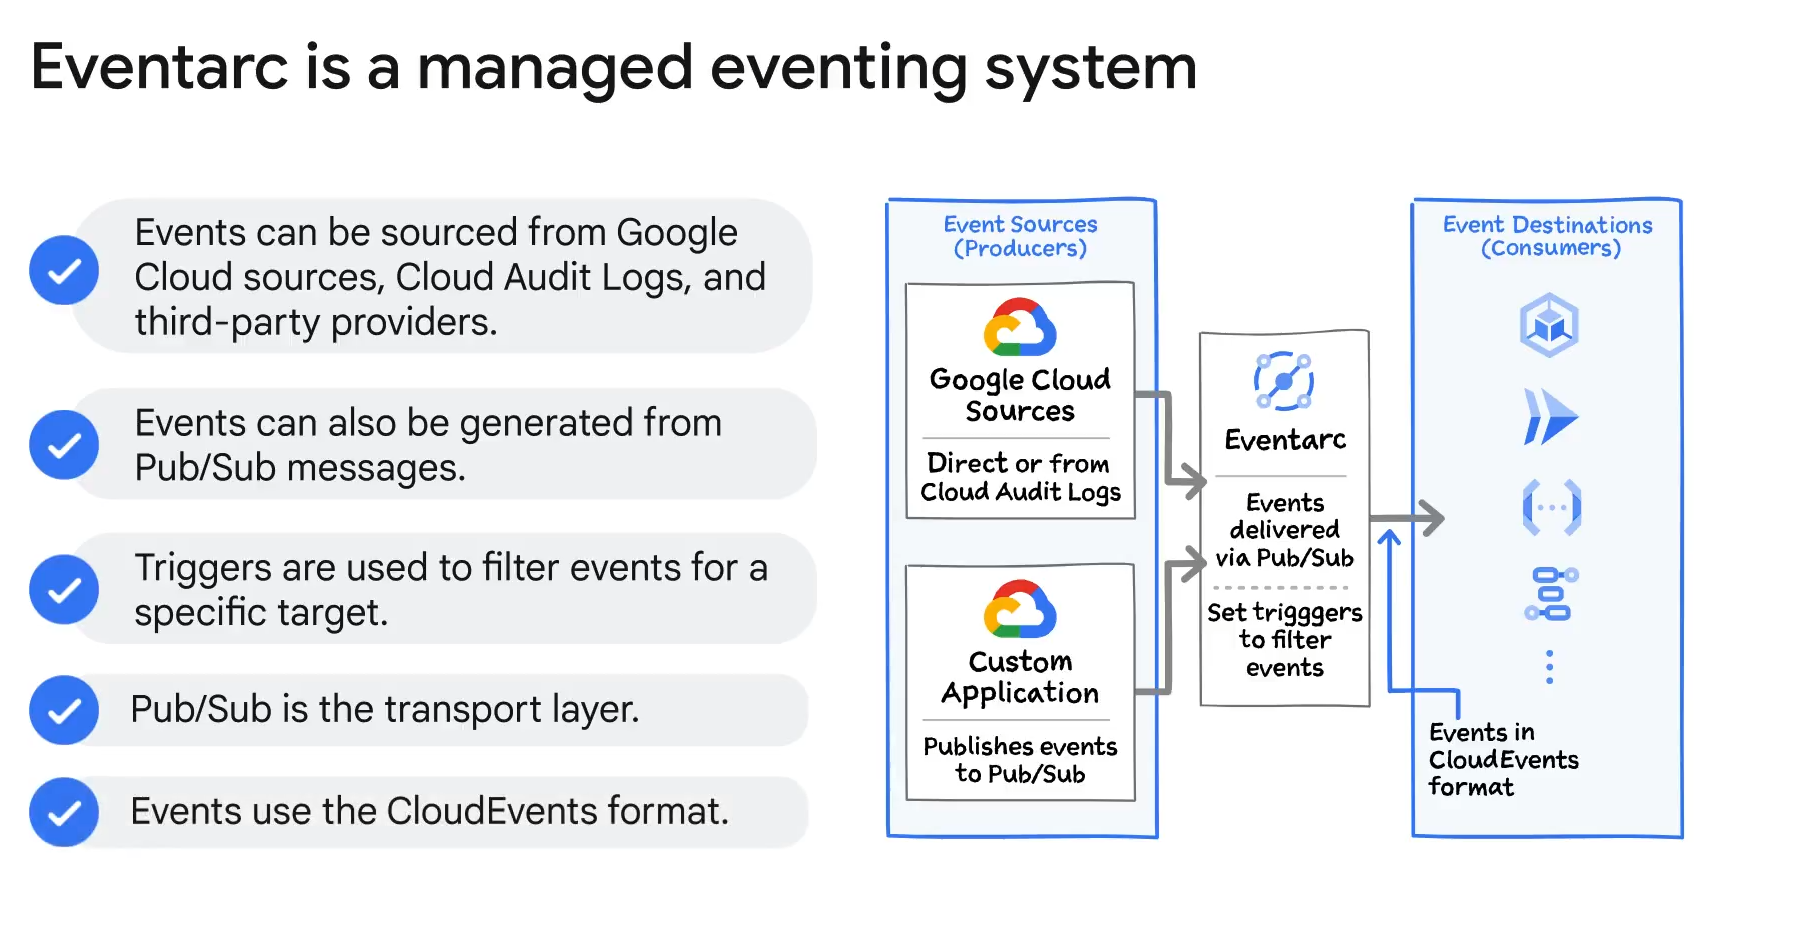 Eventarc is a managed eventing system
Events can be sourced from Google
Cloud sources, Cloud Audit Logs, and
third-party providers.
Events can also be generated from
Pub/Sub messages.
Triggers are used to filter events for a
specific target.
Pub/Sub is the transport layer.
Events use the CloudEvents format.
Event Sources
(Producers)
Google Cloud
Sources
Direct or from
Cloud Audit Logs
Custom
Application
Publishes events
to Pub/Sub
Eventarc
Events
delivered
via Pub/Sub
Set trigggers
to filter
events
Event Destinations
(Consumers)
Events in
CloudEvents
format